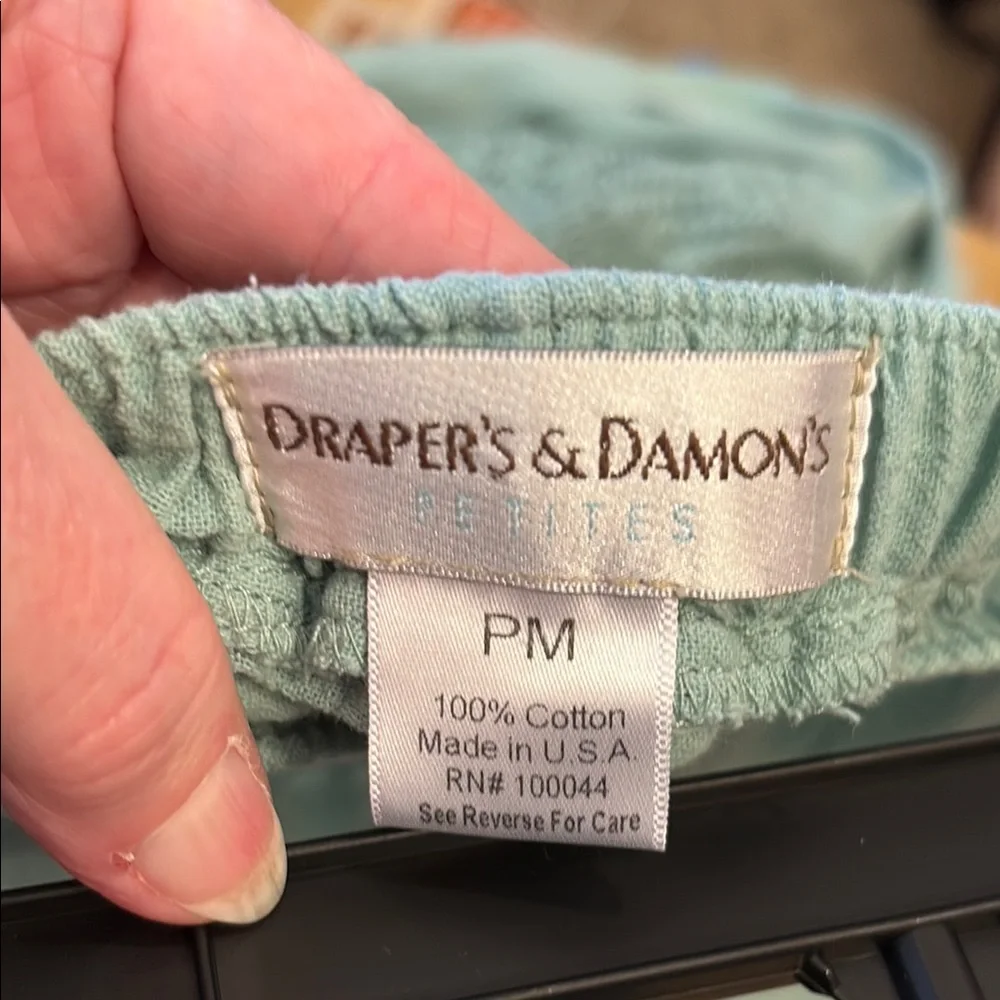 DRAPER'S & DAMON'S
PETITES
PM
100% Cotton
Made in U.S.A.
RN# 100044
See Reverse For Care